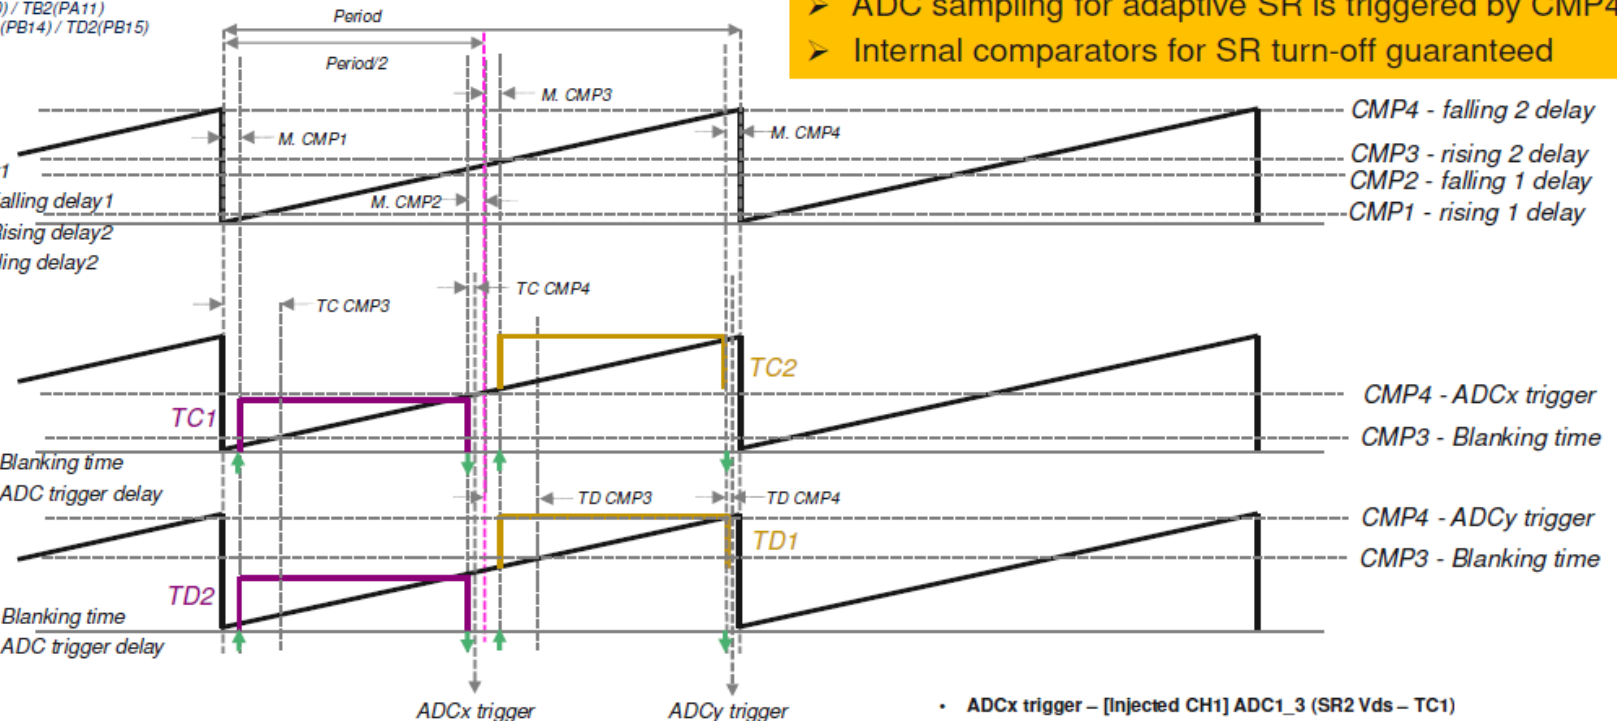 )) / TB2(PA11)
(PB14) / TD2(PB15)
Period
ADC sampling for adaptive SR is triggered by CMP4
Internal comparators for SR turn-off guaranteed
Period/2
M. CMP3
M. CMP1
M. CMP4
CMP4 - falling 2 delay
CMP3 - rising 2 delay
CMP2 - falling 1 delay
CMP1 - rising 1 delay
1
alling delay1
M. CMP2
Rising delay2
ling delay2
TC CMP4
TC CMP3
TC2
TC1
CMP4 - ADCx trigger
CMP3 - Blanking time
Blanking time
ADC trigger delay
TD CMP3
TD CMP4
TD1
CMP4 - ADCy trigger
CMP3 - Blanking time
TD2
Blanking time
ADC trigger delay
ADCx trigger
ADCy trigger
• ADCx trigger – [Injected CH1] ADC1_3 (SR2 Vds – TC1)